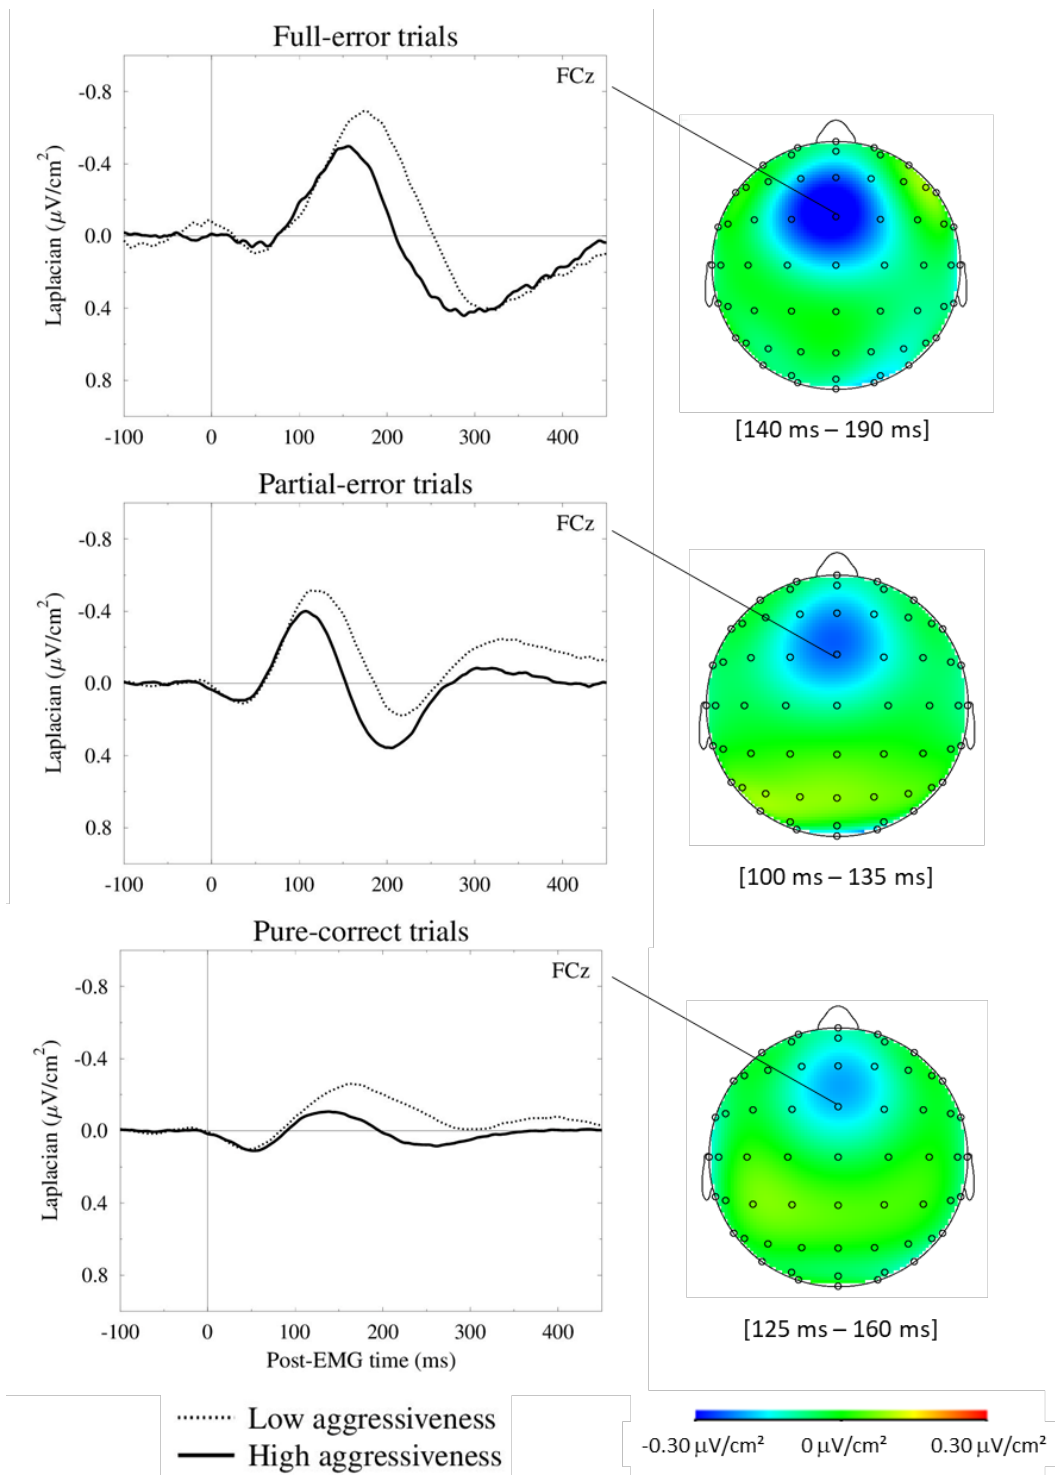 Full-error trials
FCz
-0.8
-0.4
0.0
0.4
0.8
Laplacian (μV/cm²)
-100 0 100 200 300 400
[140 ms – 190 ms]
Partial-error trials
FCz
-0.8
-0.4
0.0
0.4
0.8
Laplacian (μV/cm²)
-100 0 100 200 300 400
[100 ms – 135 ms]
Pure-correct trials
FCz
-0.8
-0.4
0.0
0.4
0.8
Laplacian (μV/cm²)
-100 0 100 200 300 400
Post-EMG time (ms)
[125 ms – 160 ms]
Low aggressiveness
High aggressiveness
-0.30 μV/cm² 0 μV/cm² 0.30 μV/cm²